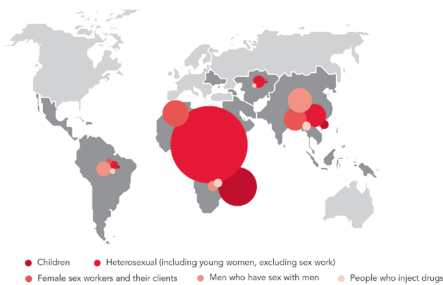 Children Heterosexual (including young women, excluding sex work)
Female sex workers and their clients Men who have sex with men People who inject drugs